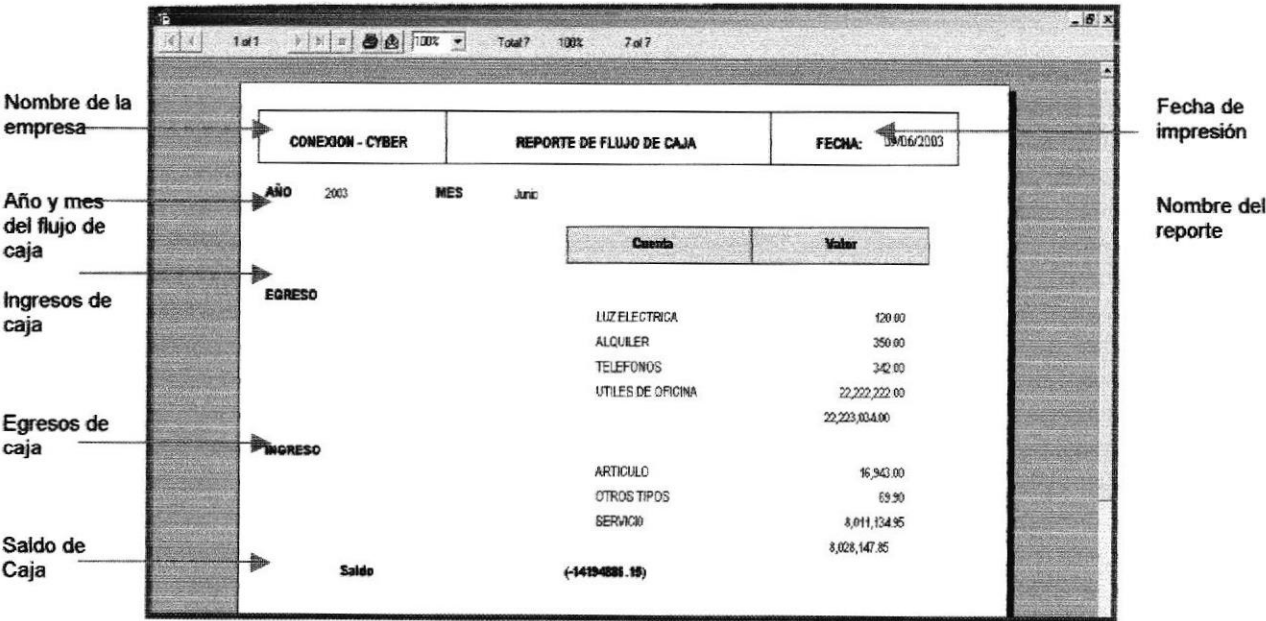 1 of 1 100% Total:7 100% 7 of 7
Nombre de la
empresa
CONEXION - CYBER
REPORTE DE FLUJO DE CAJA
FECHA: 09/06/2003
Fecha de
impresión
Año y mes
del flujo de
caja
AÑO 2003 MES Junio
Nombre del
reporte
Cuenta Valor
Ingresos de
caja
EGRESO
LUZ ELECTRICA 120.00
ALQUILER 350.00
TELEFONOS 342.00
UTILES DE OFICINA 22,222,222.00
22,223,034.00
Egresos de
caja
INGRESO
ARTICULO 16,943.00
OTROS TIPOS 69.90
SERVICIO 8,011,134.95
8,028,147.85
Saldo de
Caja
Saldo (-14194886.15)